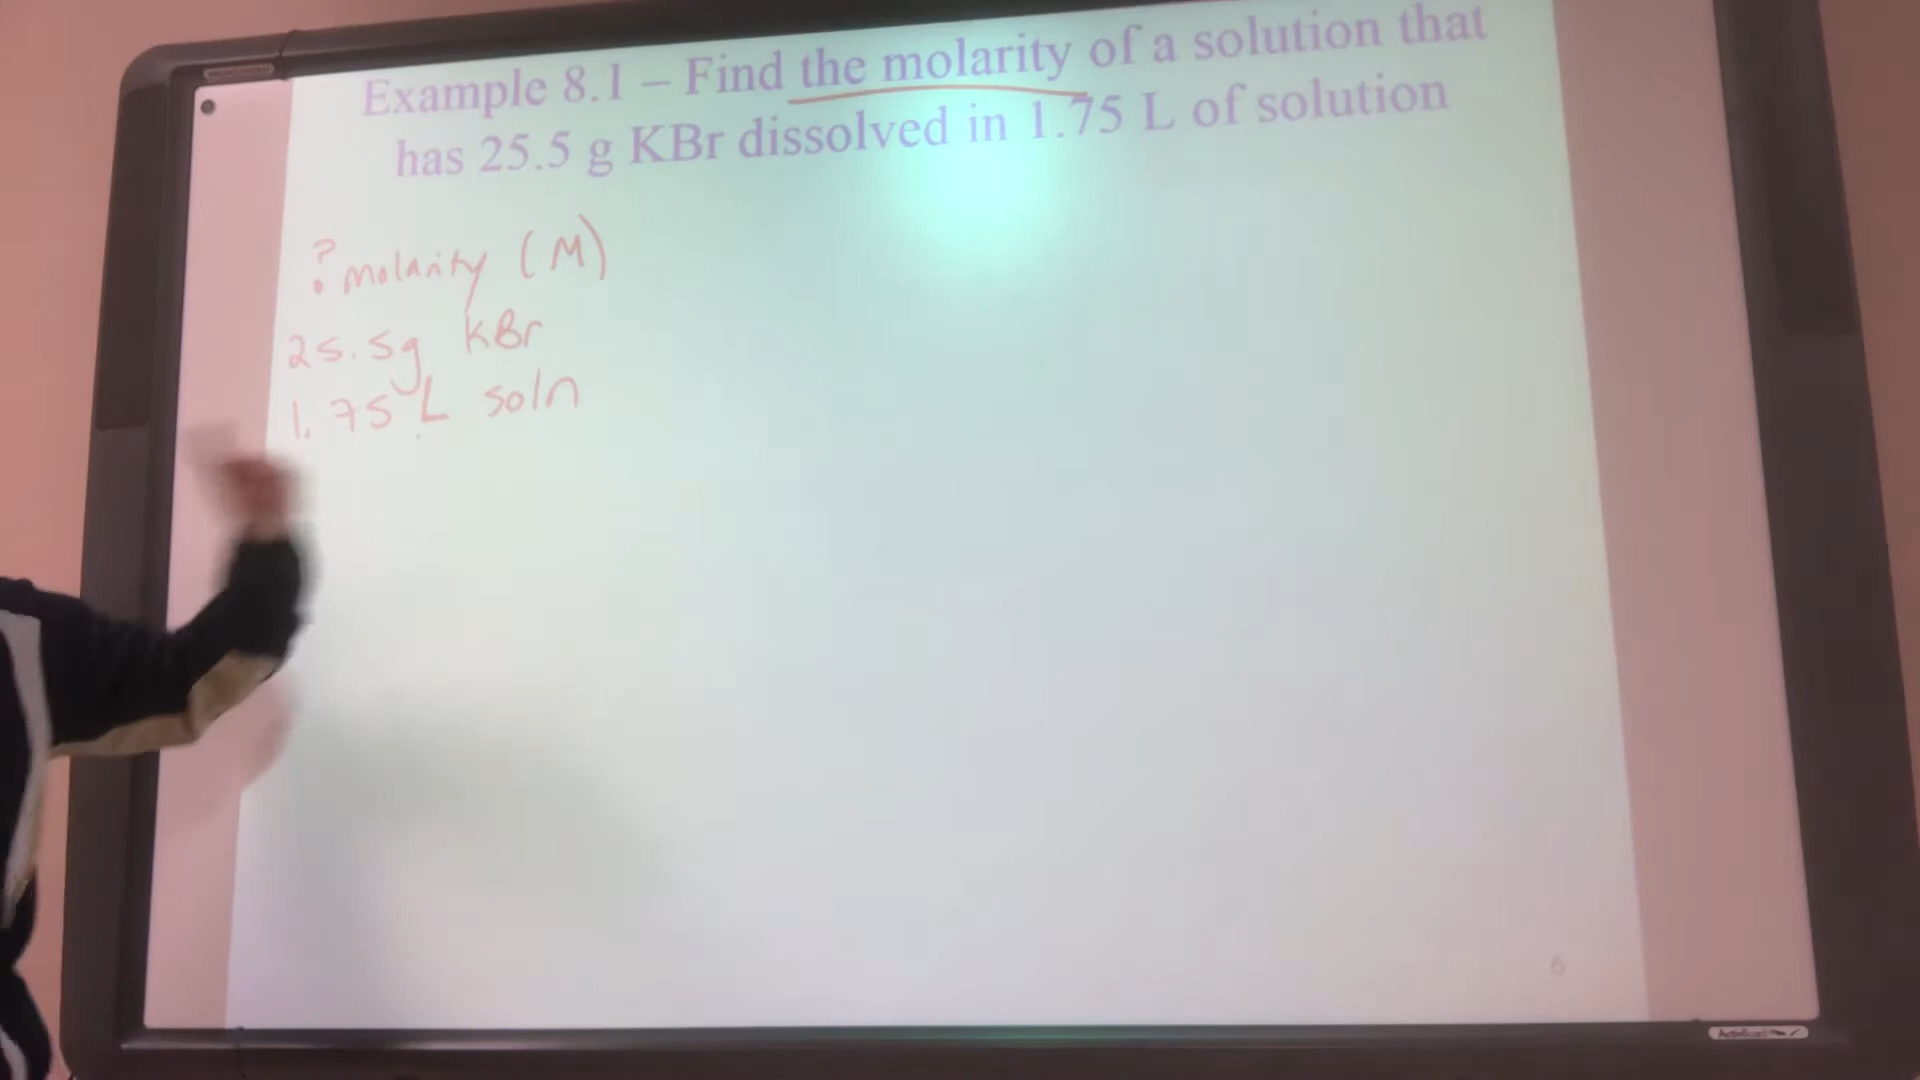 Example 8.1 – Find the molarity of a solution that
has 25.5 g KBr dissolved in 1.75 L of solution
? molarity (M)
25.5g KBr
1.75 L soln
6